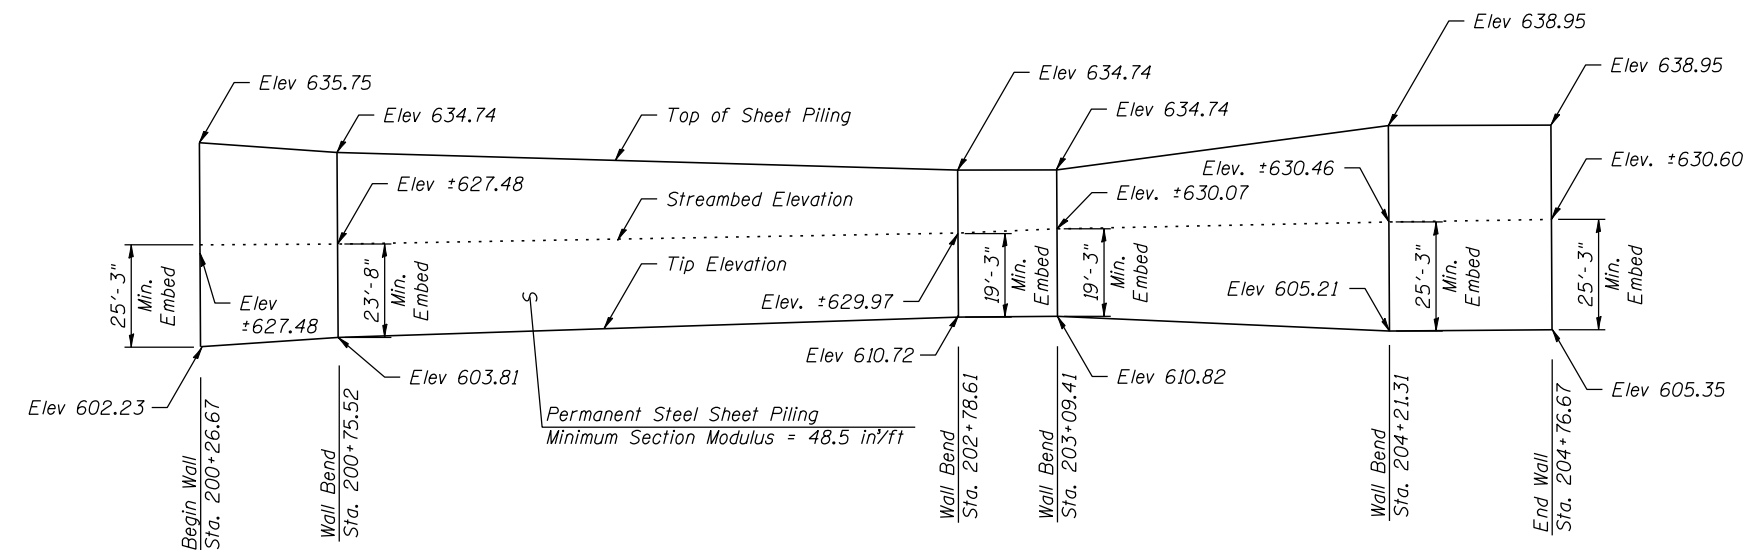 Elev 638.95
Elev 638.95
Elev 635.75
Elev 634.74
Elev 634.74
Elev 634.74
Top of Sheet Piling
Elev ±627.48
Streambed Elevation
Elev. ±630.07
Elev. ±630.46
Elev. ±630.60
25'-3"
Min.
Embed
Elev
±627.48
23'-8"
Min.
Embed
Tip Elevation
Elev. ±629.97
19'-3"
Min.
Embed
19'-3"
Min.
Embed
Elev 605.21
25'-3"
Min.
Embed
25'-3"
Min.
Embed
Elev 602.23
Elev 603.81
Elev 610.72
Elev 610.82
Elev 605.35
Permanent Steel Sheet Piling
Minimum Section Modulus = 48.5 in³/ft
Begin Wall
Sta. 200+26.67
Wall Bend
Sta. 200+75.52
Wall Bend
Sta. 202+78.61
Wall Bend
Sta. 203+09.41
Wall Bend
Sta. 204+21.31
End Wall
Sta. 204+76.67